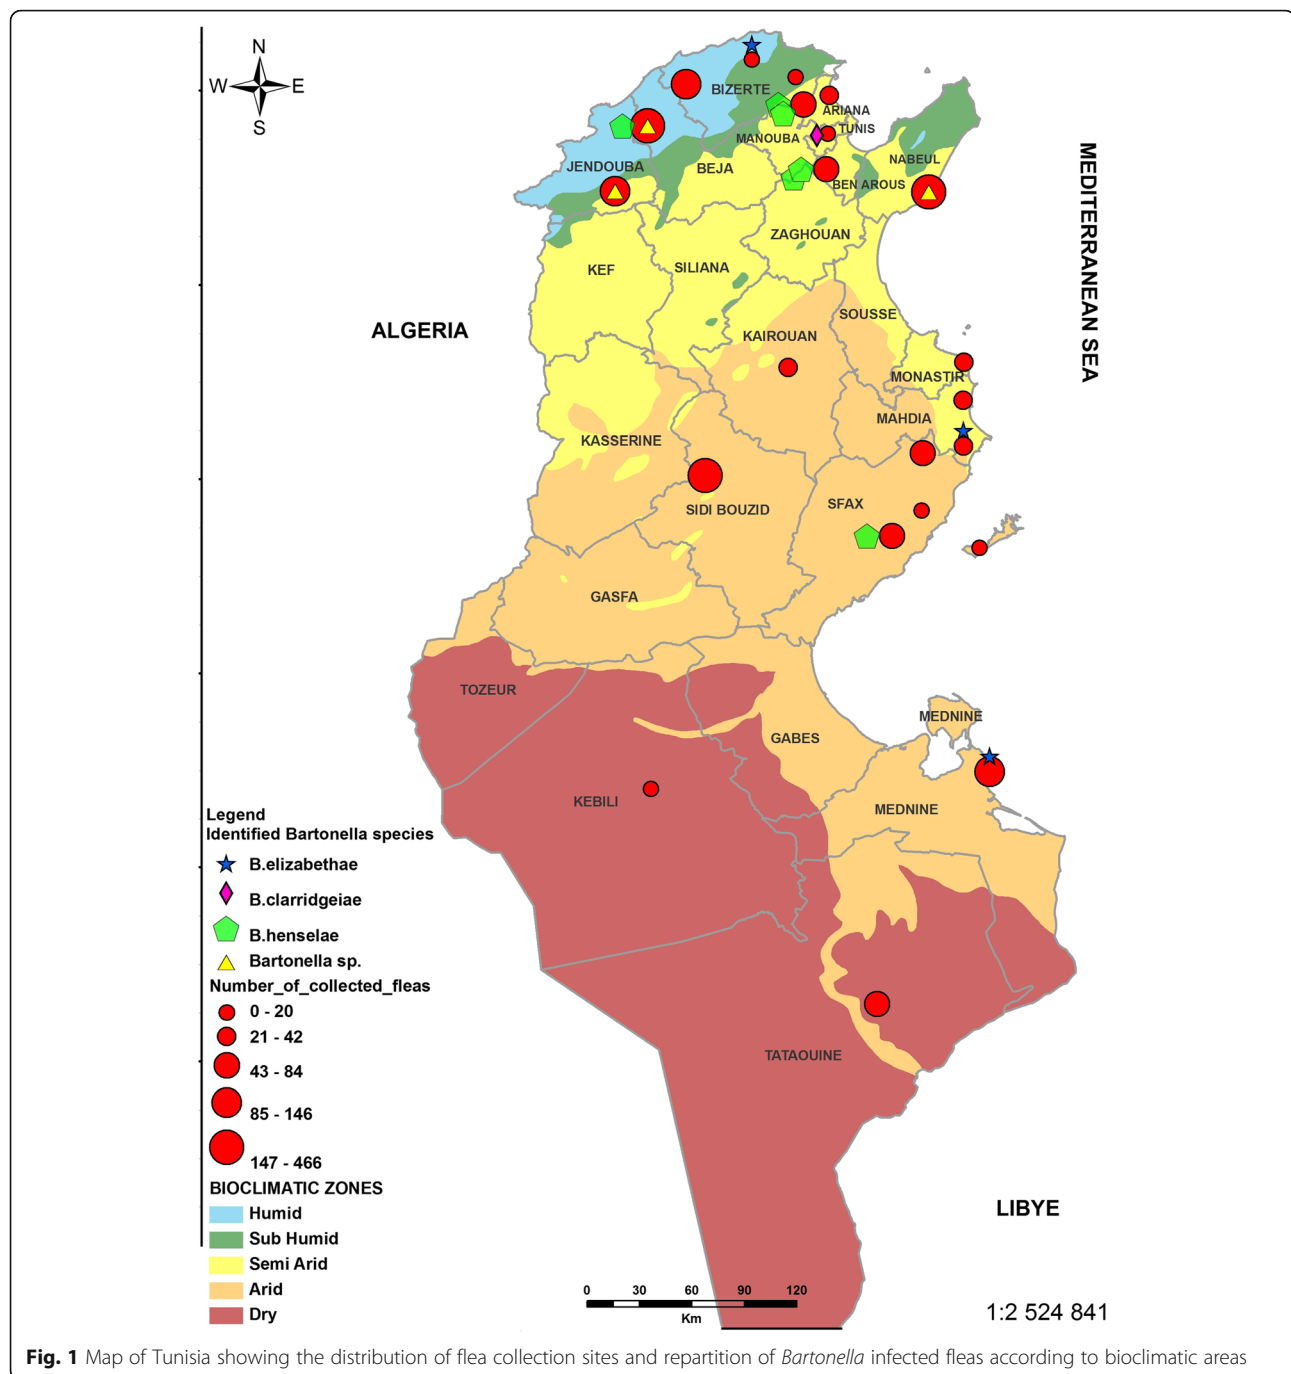 N
W E
S
BIZERTE
ARIANA
TUNIS
MANOUBA
NABEUL
JENDOUBA
BEJA
BEN AROUS
ZAGHOUAN
KEF
SILIANA
MEDITERRANEAN SEA
ALGERIA
SOUSSE
KAIROUAN
MONASTIR
MAHDIA
KASSERINE
SIDI BOUZID
SFAX
GASFA
TOZEUR
MEDNINE
GABES
KEBILI
MEDNINE
TATAOUINE
LIBYE
Legend
Identified Bartonella species
B.elizabethae
B.clarridgeiae
B.henselae
Bartonella sp.
Number_of_collected_fleas
0 - 20
21 - 42
43 - 84
85 - 146
147 - 466
BIOCLIMATIC ZONES
Humid
Sub Humid
Semi Arid
Arid
Dry
0 30 60 90 120
Km
1:2 524 841
Fig. 1 Map of Tunisia showing the distribution of flea collection sites and repartition of Bartonella infected fleas according to bioclimatic areas